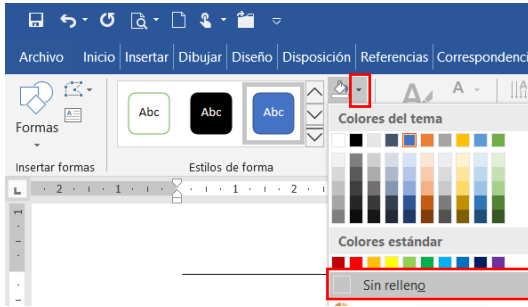 Archivo Inicio Insertar Dibujar Diseño Disposición Referencias Correspondenci
Formas
Abc Abc Abc
A A
Insertar formas Estilos de forma
Colores del tema
L 2 1 1 2
1
Colores estándar
Sin relleno